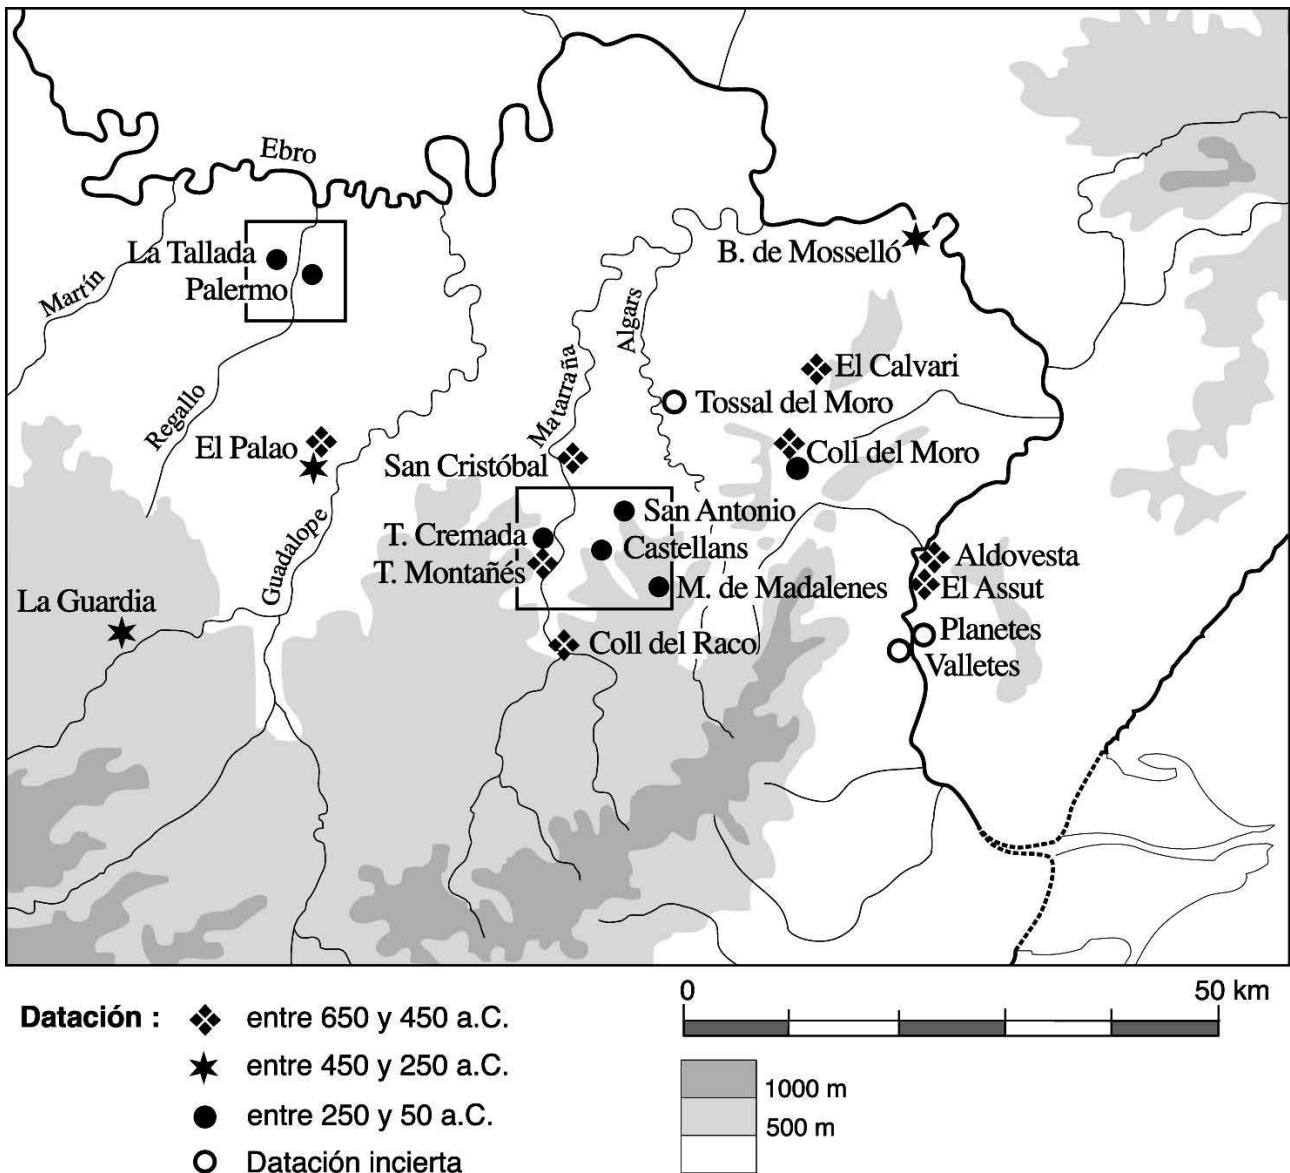 Ebro
B. de Mosselló
La Tallada
Palermo
Martín
Algars
Matarraña
El Calvari
Tossal del Moro
Regallo
El Palao
San Cristóbal
Coll del Moro
San Antonio
T. Cremada
Castellans
T. Montañés
M. de Madalenes
Guadalope
Aldovesta
El Assut
La Guardia
Planetes
Coll del Raco
Valletes
0 50 km
Datación : entre 650 y 450 a.C.
entre 450 y 250 a.C.
1000 m
entre 250 y 50 a.C.
500 m
Datación incierta